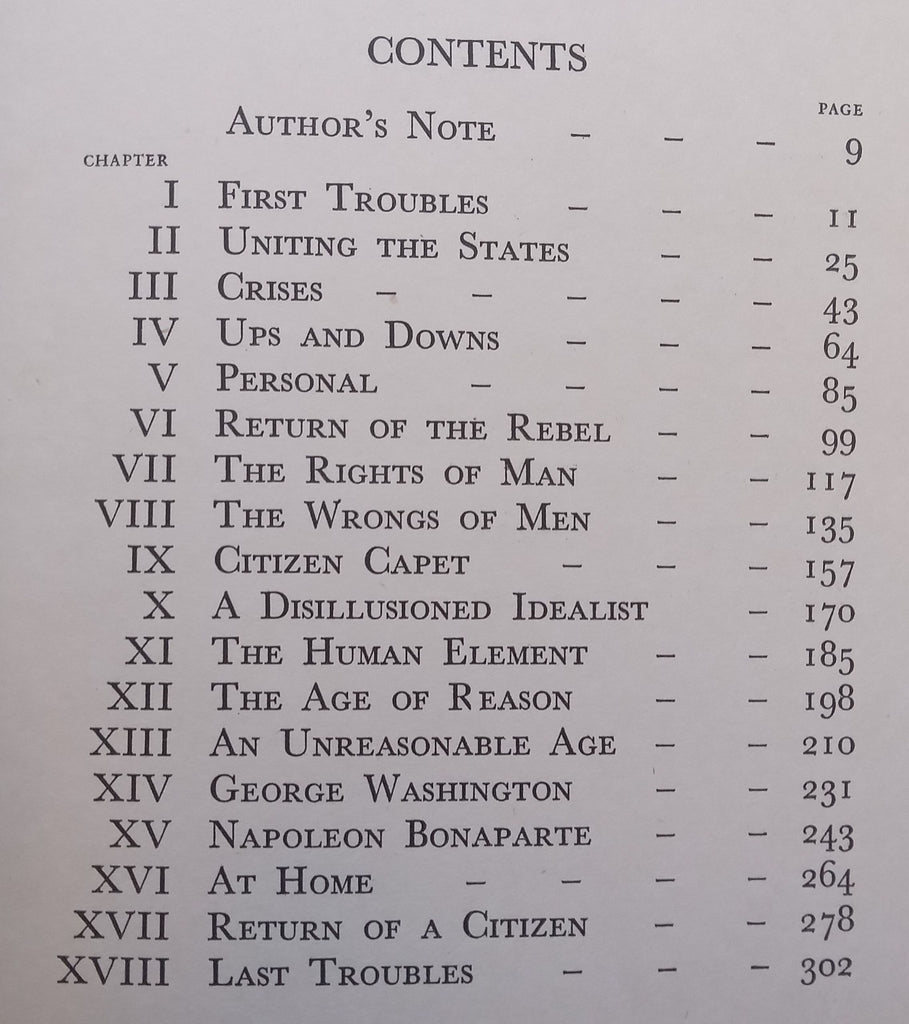 CONTENTS
PAGE
AUTHOR'S NOTE – – – 9
CHAPTER
I FIRST TROUBLES – – – 11
II UNITING THE STATES – – 25
III CRISES – – – – – 43
IV UPS AND DOWNS – – – 64
V PERSONAL – – – – 85
VI RETURN OF THE REBEL – – 99
VII THE RIGHTS OF MAN – – 117
VIII THE WRONGS OF MEN – – 135
IX CITIZEN CAPET – – – 157
X A DISILLUSIONED IDEALIST – 170
XI THE HUMAN ELEMENT – – 185
XII THE AGE OF REASON – – 198
XIII AN UNREASONABLE AGE – – 210
XIV GEORGE WASHINGTON – – 231
XV NAPOLEON BONAPARTE – – 243
XVI AT HOME – – – – 264
XVII RETURN OF A CITIZEN – – 278
XVIII LAST TROUBLES – – – 302